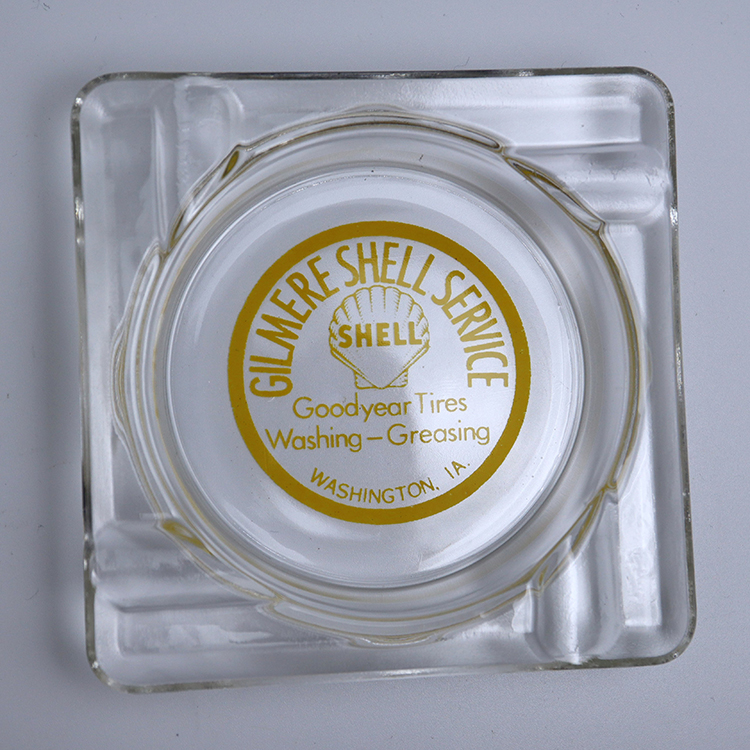 GILMERE SHELL SERVICE
SHELL
Goodyear Tires
Washing – Greasing
WASHINGTON, IA.